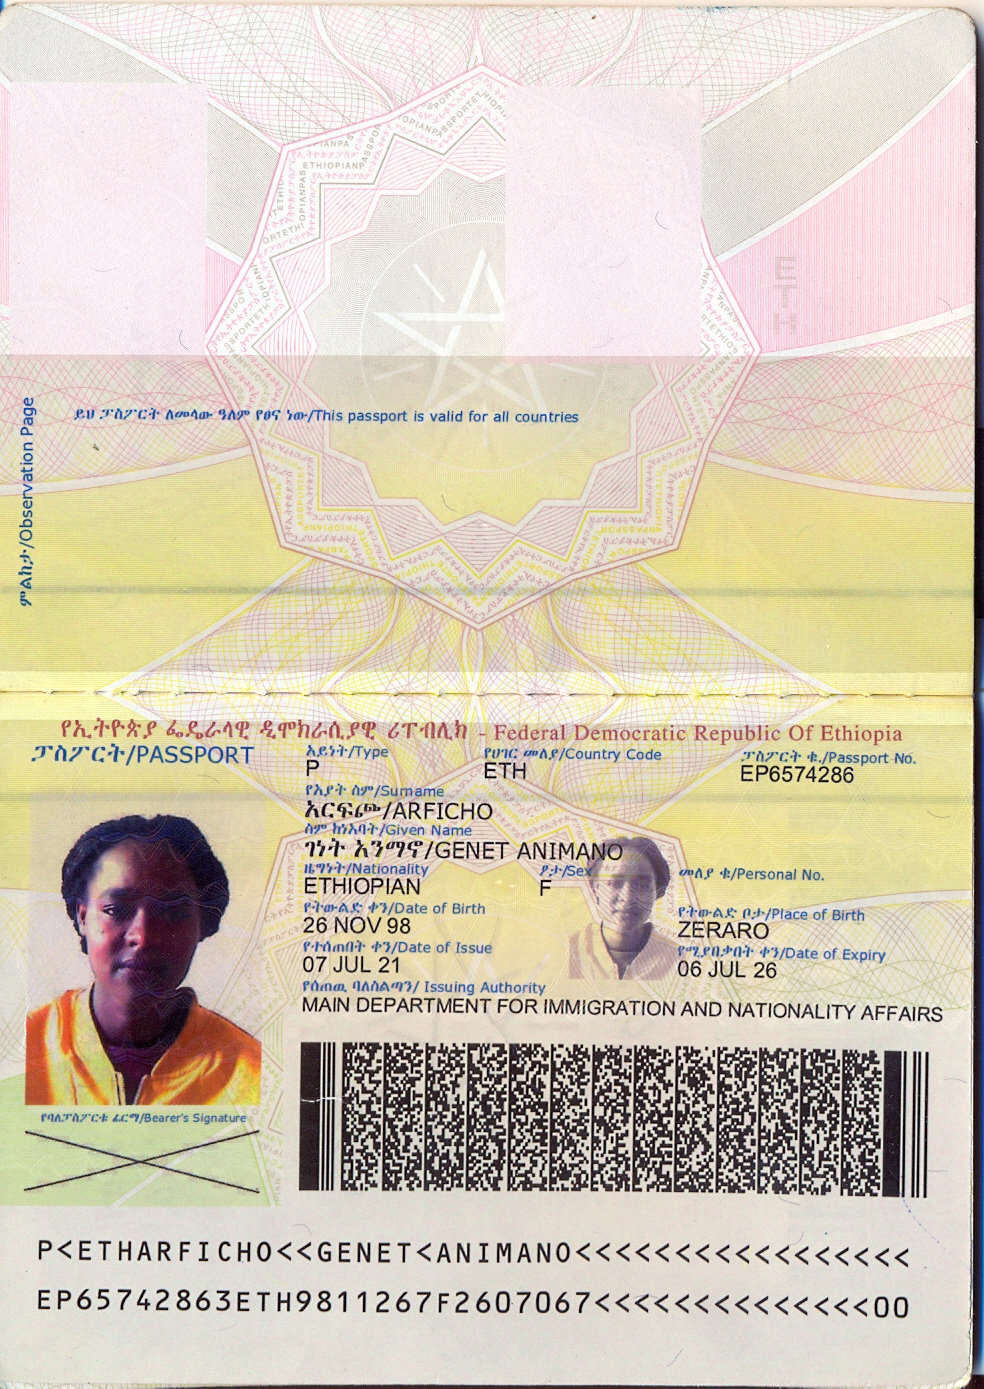 ይህ ፓስፖርት ለመላው ዓለም የፀና ነው/This passport is valid for all countries
ምልከታ/Observation Page
የኢትዮጵያ ፌዴራላዊ ዲሞክራሲያዊ ሪፐብሊክ - Federal Democratic Republic Of Ethiopia
ፓስፖርት/PASSPORT
አይነት/Type
P
የሀገር መለያ/Country Code
ETH
ፓስፖርት ቁ./Passport No.
EP6574286
የአያት ስም/Surname
አርፍጮ/ARFICHO
ስም ከነአባት/Given Name
ገነት አንማኖ/GENET ANIMANO
ዜግነት/Nationality
ETHIOPIAN
ፆታ/Sex
F
መለያ ቁ/Personal No.
የትውልድ ቀን/Date of Birth
26 NOV 98
የትውልድ ቦታ/Place of Birth
ZERARO
የተሰጠበት ቀን/Date of Issue
07 JUL 21
የሚያበቃበት ቀን/Date of Expiry
06 JUL 26
የሰጠዉ ባለስልጣን/ Issuing Authority
MAIN DEPARTMENT FOR IMMIGRATION AND NATIONALITY AFFAIRS
የባለፓስፖርቱ ፊርማ/Bearer's Signature
P<ETHARFICHO<<GENET<ANIMANO<<<<<<<<<<<<<<<<<
EP65742863ETH9811267F2607067<<<<<<<<<<<<<<00